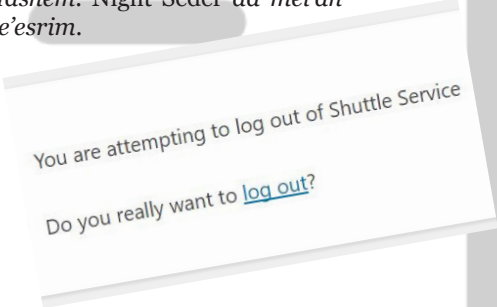 Night Seder
e'esrim.
You are attempting to log out of Shuttle Service
Do you really want to log out?